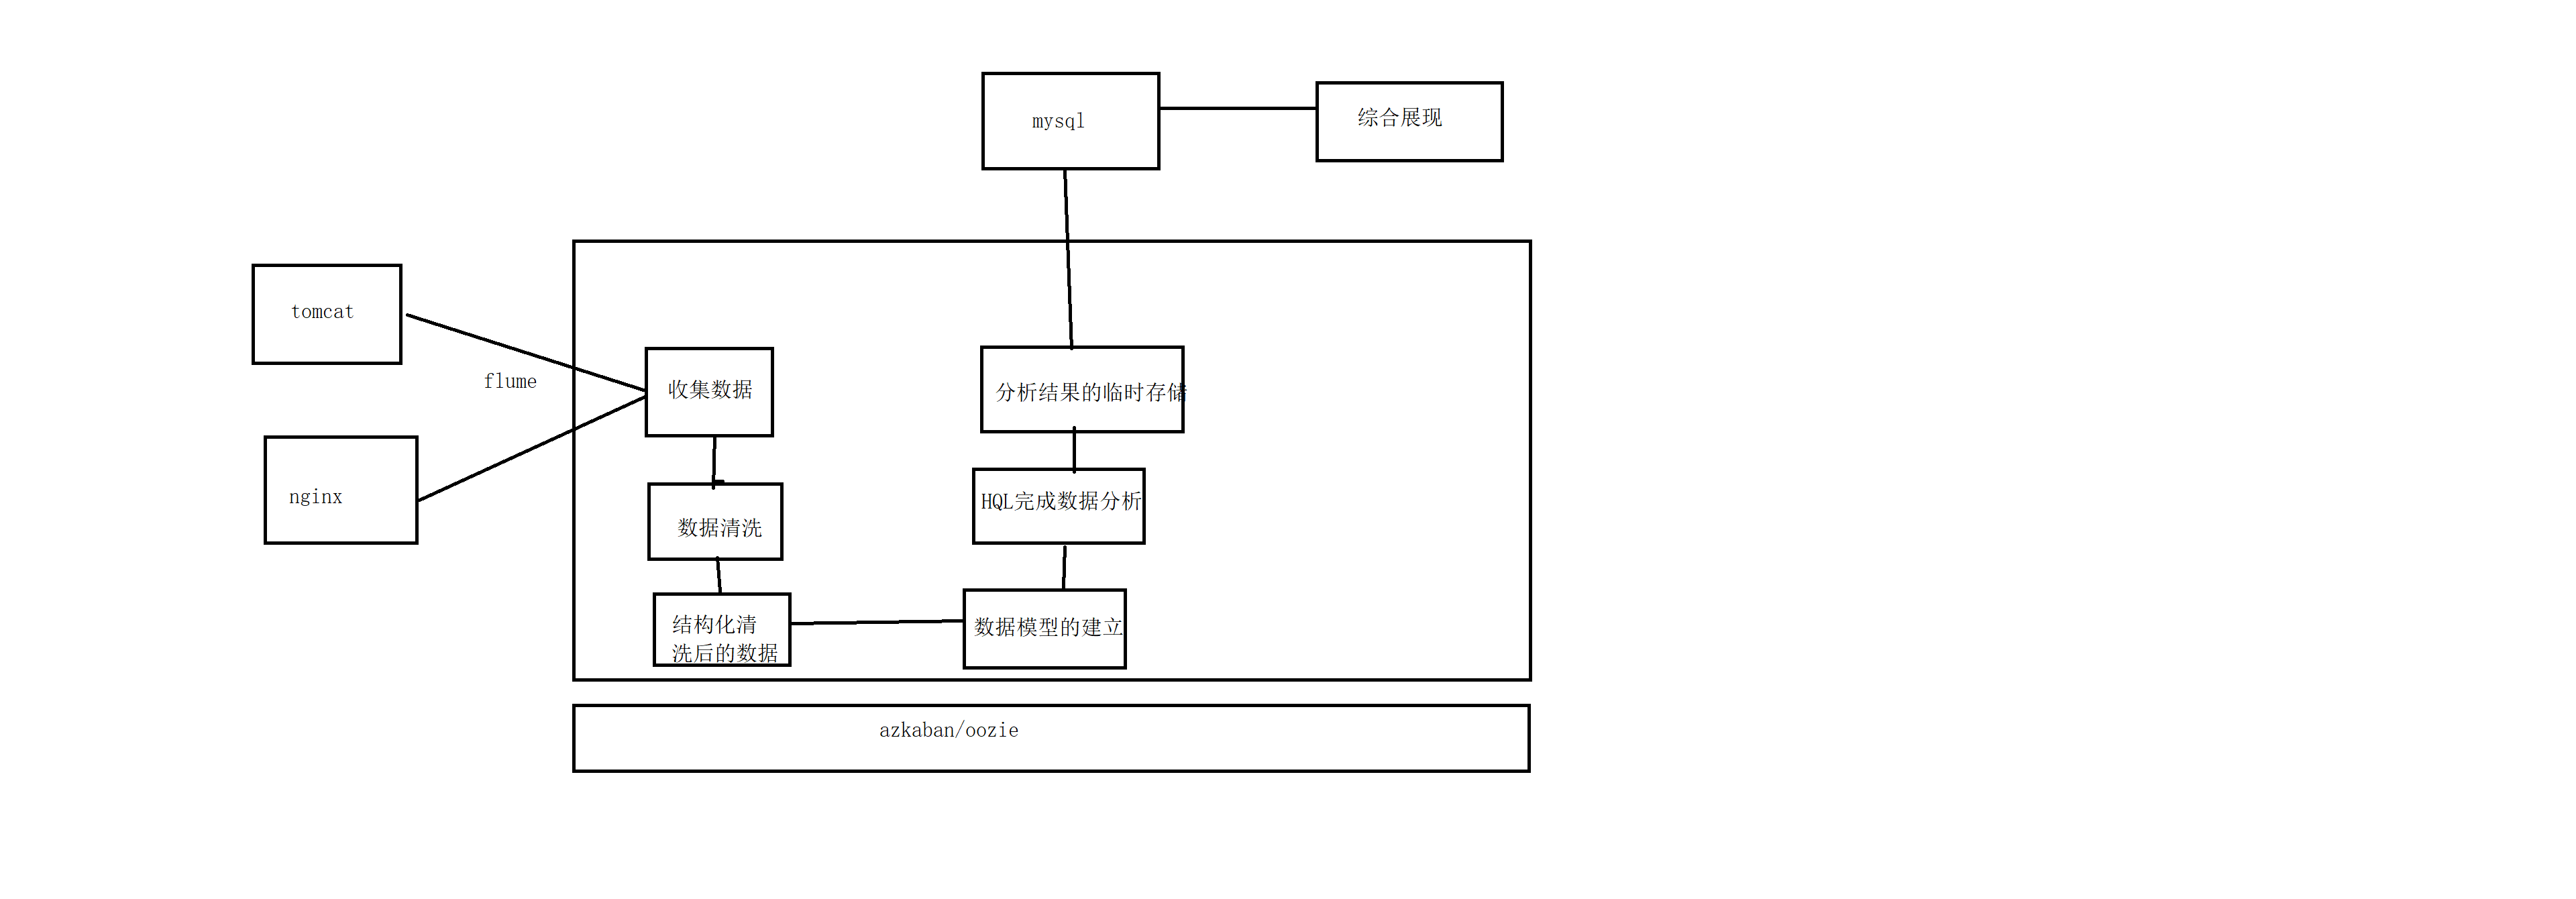 mysql
综合展现
tomcat
flume
nginx
收集数据
数据清洗
结构化清
洗后的数据
分析结果的临时存储
HQL完成数据分析
数据模型的建立
azkaban/oozie